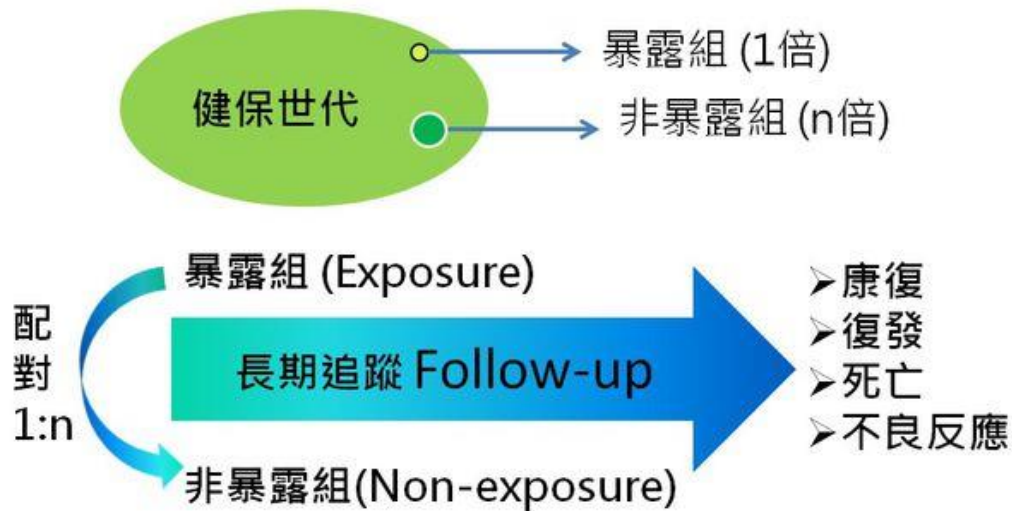 健保世代
暴露組 (1倍)
非暴露組 (n倍)
暴露組 (Exposure)
配
對
1:n
長期追蹤 Follow-up
非暴露組(Non-exposure)
➢康復
➢復發
➢死亡
➢不良反應